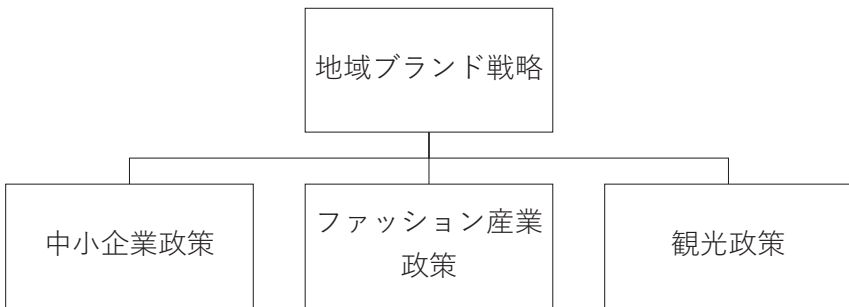 地域ブランド戦略
中小企業政策
ファッション産業
政策
観光政策